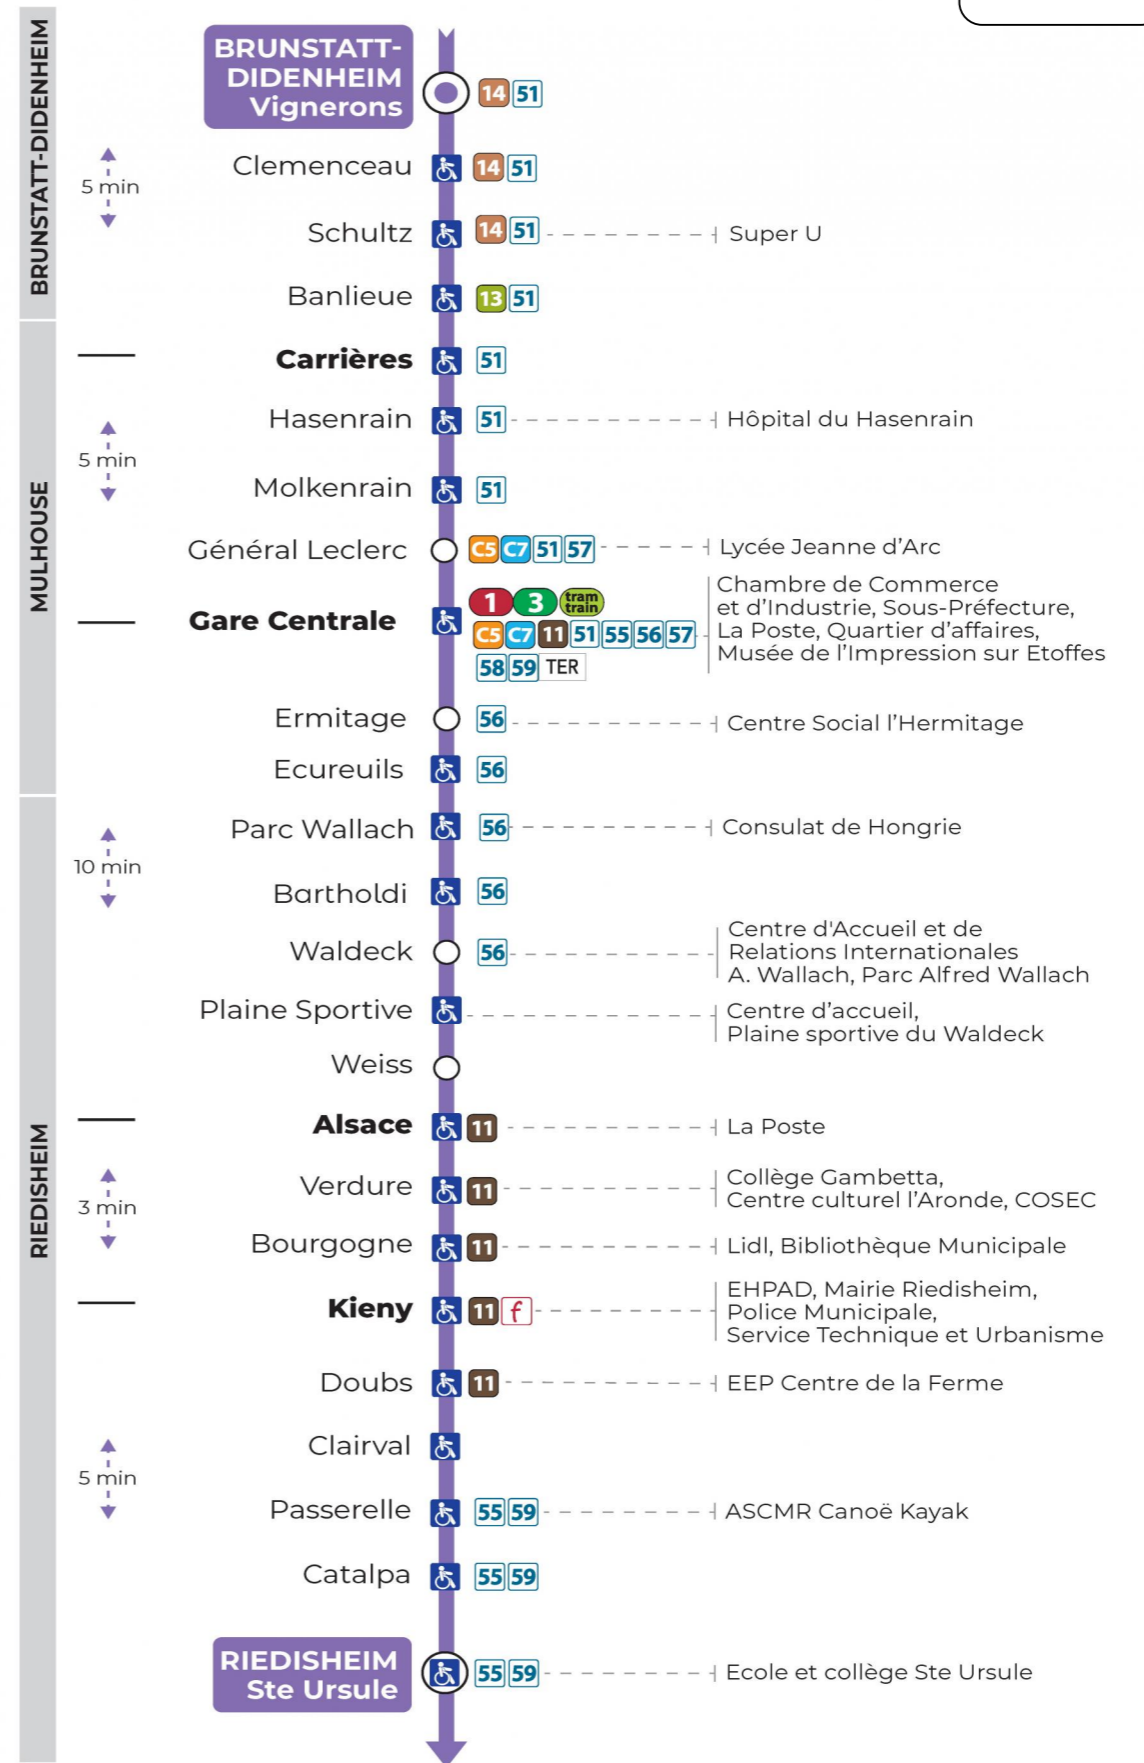 BRUNSTATT-DIDENHEIM
BRUNSTATT-
DIDENHEIM
Vignerons
14 51
Clemenceau 14 51
5 min
Schultz 14 51 Super U
Banlieue 13 51
MULHOUSE
Carrières 51
Hasenrain 51 Hôpital du Hasenrain
5 min
Molkenrain 51
Général Leclerc C5 C7 51 57 Lycée Jeanne d’Arc
Gare Centrale
1 3 tram
train
C5 C7 11 51 55 56 57
58 59 TER
Chambre de Commerce
et d’Industrie, Sous-Préfecture,
La Poste, Quartier d’affaires,
Musée de l’Impression sur Etoffes
Ermitage 56 Centre Social l’Hermitage
Ecureuils 56
RIEDISHEIM
Parc Wallach 56 Consulat de Hongrie
10 min
Bartholdi 56
Waldeck 56
Centre d'Accueil et de
Relations Internationales
A. Wallach, Parc Alfred Wallach
Plaine Sportive
Centre d’accueil,
Plaine sportive du Waldeck
Weiss
Alsace 11 La Poste
Verdure 11
Collège Gambetta,
Centre culturel l’Aronde, COSEC
3 min
Bourgogne 11 Lidl, Bibliothèque Municipale
Kieny 11 f
EHPAD, Mairie Riedisheim,
Police Municipale,
Service Technique et Urbanisme
Doubs 11 EEP Centre de la Ferme
Clairval
5 min
Passerelle 55 59 ASCMR Canoë Kayak
Catalpa 55 59
RIEDISHEIM
Ste Ursule
55 59 Ecole et collège Ste Ursule